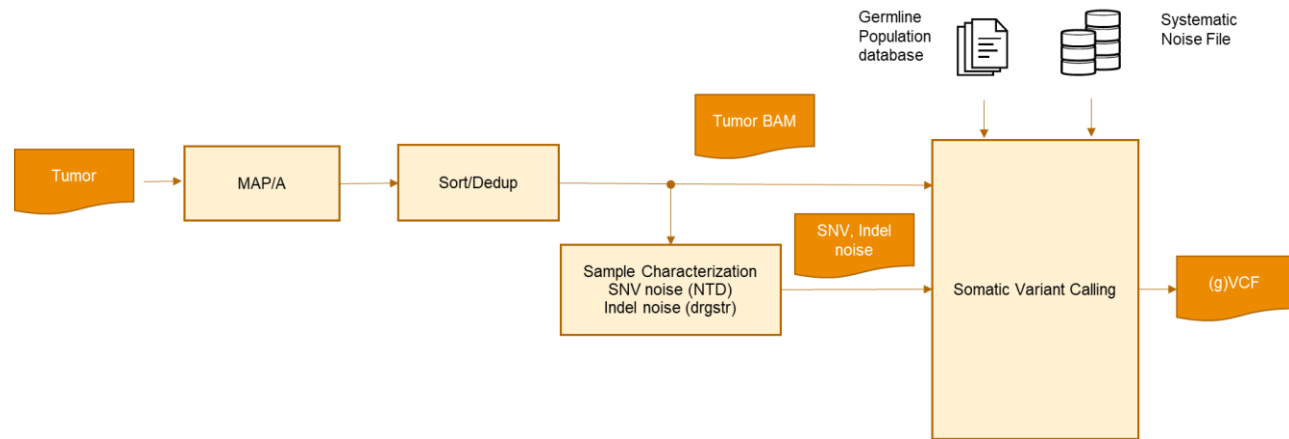 Germline
Population
database
Systematic
Noise File
Tumor BAM
Tumor
MAP/A
Sort/Dedup
SNV, Indel
noise
Sample Characterization
SNV noise (NTD)
Indel noise (drgstr)
Somatic Variant Calling
(g)VCF